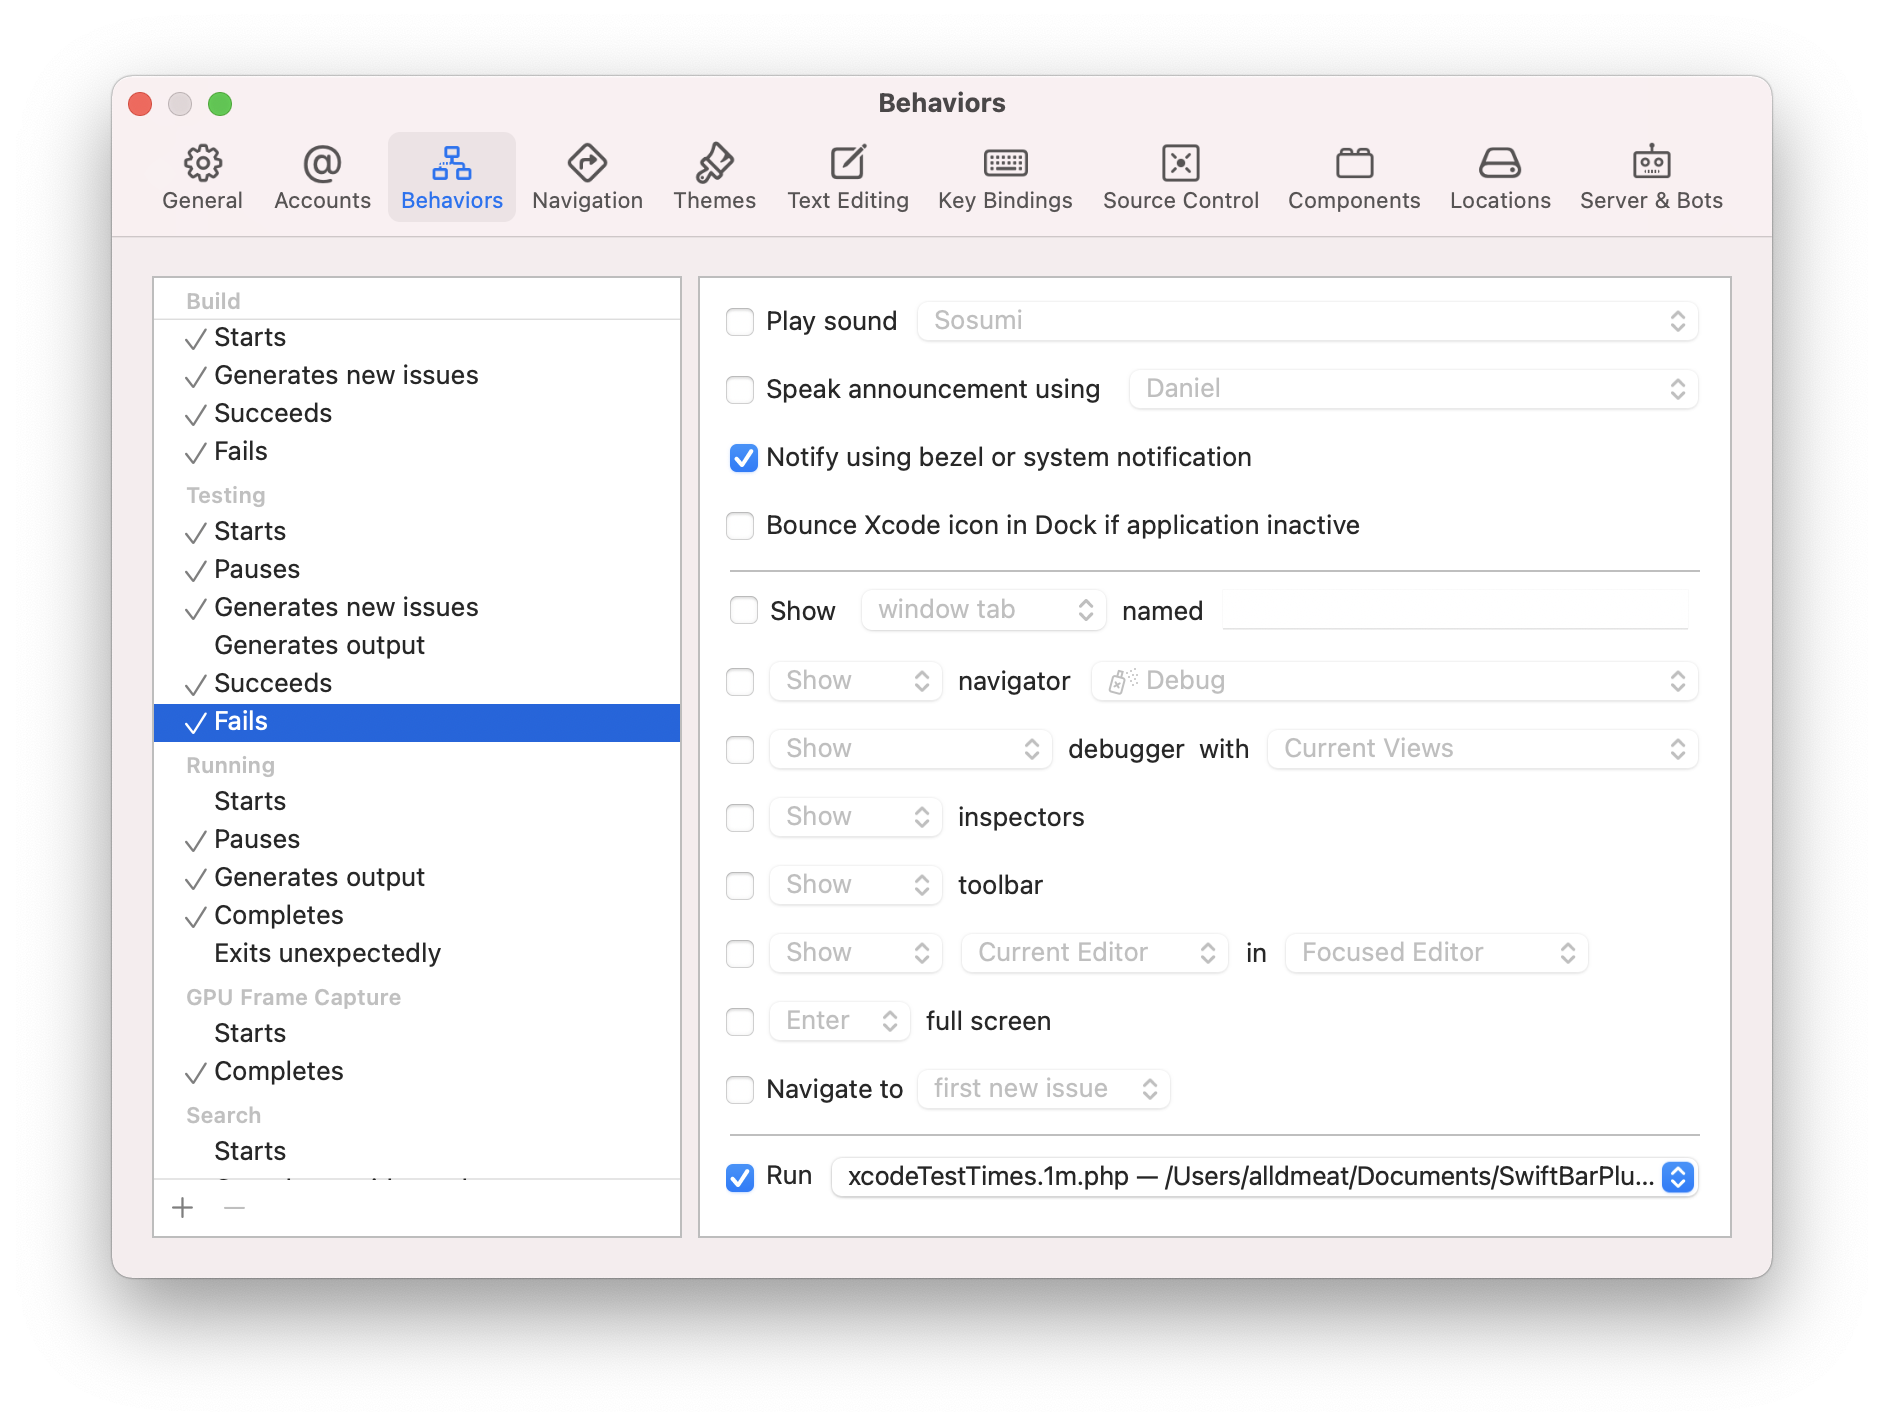 Behaviors
General Accounts Behaviors Navigation Themes Text Editing Key Bindings Source Control Components Locations Server & Bots
Build
Starts
Generates new issues
Succeeds
Fails
Testing
Starts
Pauses
Generates new issues
Generates output
Succeeds
Fails
Running
Starts
Pauses
Generates output
Completes
Exits unexpectedly
GPU Frame Capture
Starts
Completes
Search
Starts
Play sound Sosumi
Speak announcement using Daniel
Notify using bezel or system notification
Bounce Xcode icon in Dock if application inactive
Show window tab named
Show navigator Debug
Show debugger with Current Views
Show inspectors
Show toolbar
Show Current Editor in Focused Editor
Enter full screen
Navigate to first new issue
Run xcodeTestTimes.1m.php — /Users/alldmeat/Documents/SwiftBarPlu...